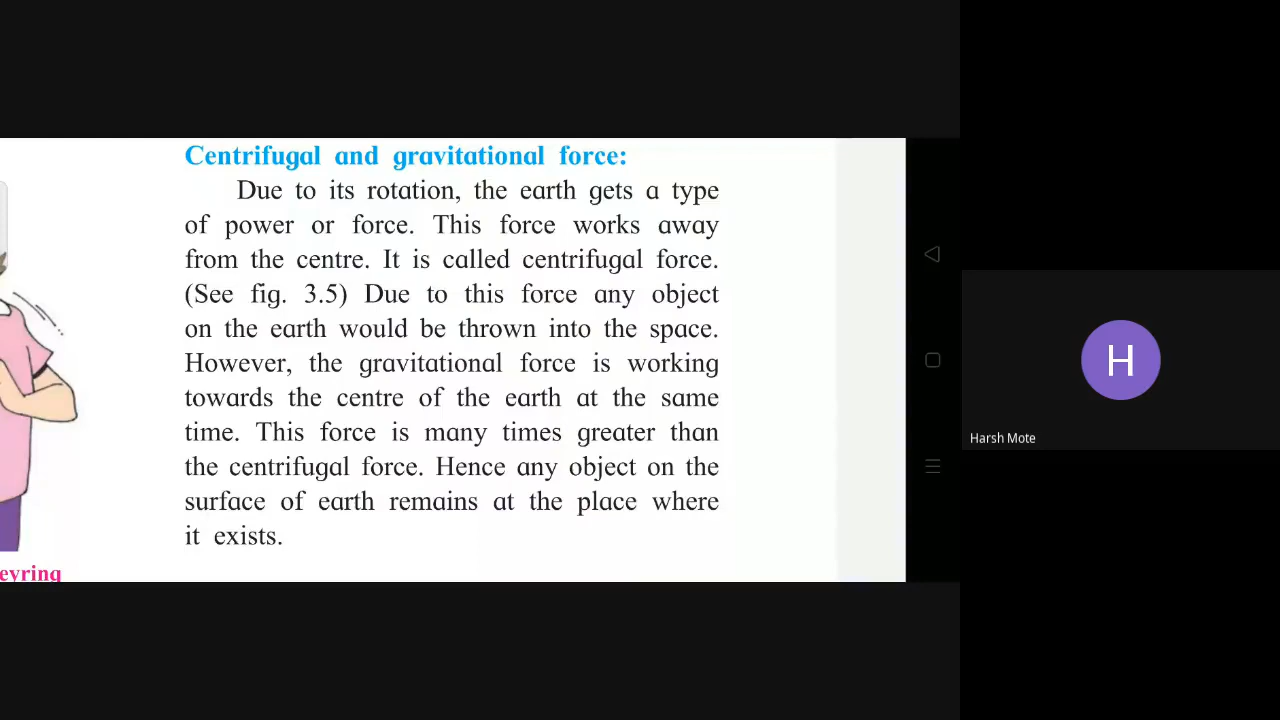 Centrifugal and gravitational force:
Due to its rotation, the earth gets a type
of power or force. This force works away
from the centre. It is called centrifugal force.
(See fig. 3.5) Due to this force any object
on the earth would be thrown into the space.
However, the gravitational force is working
towards the centre of the earth at the same
time. This force is many times greater than
the centrifugal force. Hence any object on the
surface of earth remains at the place where
it exists.
H
Harsh Mote